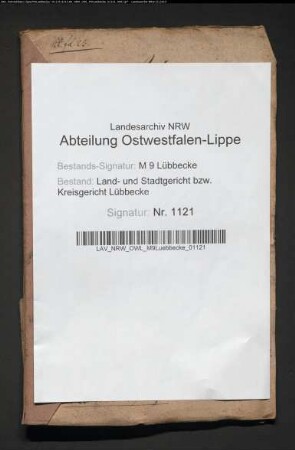 Landesarchiv NRW
Abteilung Ostwestfalen-Lippe
Bestands-Signatur: M 9 Lübbecke
Bestand: Land- und Stadtgericht bzw.
Kreisgericht Lübbecke
Signatur: Nr. 1121
LAV_NRW_OWL_M9Luebbecke_01121